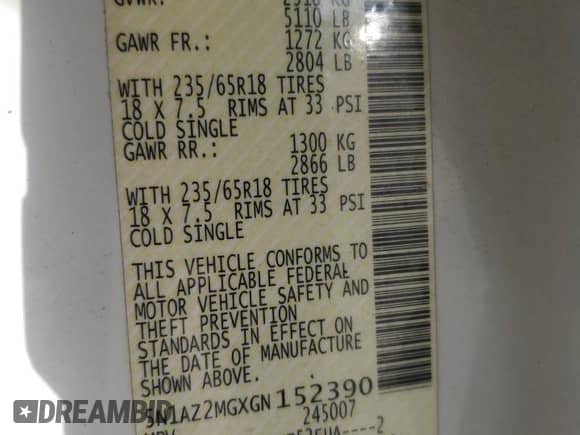 GVWR:
5110 LB
GAWR FR.: 1272 KG
2804 LB
WITH 235/65R18 TIRES
18 X 7.5 RIMS AT 33 PSI
COLD SINGLE
GAWR RR.: 1300 KG
2866 LB
WITH 235/65R18 TIRES
18 X 7.5 RIMS AT 33 PSI
COLD SINGLE
THIS VEHICLE CONFORMS TO
ALL APPLICABLE FEDERAL
MOTOR VEHICLE SAFETY AND
THEFT PREVENTION
STANDARDS IN EFFECT ON
THE DATE OF MANUFACTURE
5N1AZ2MGXGN152390
245007
DREAMBID
.COM